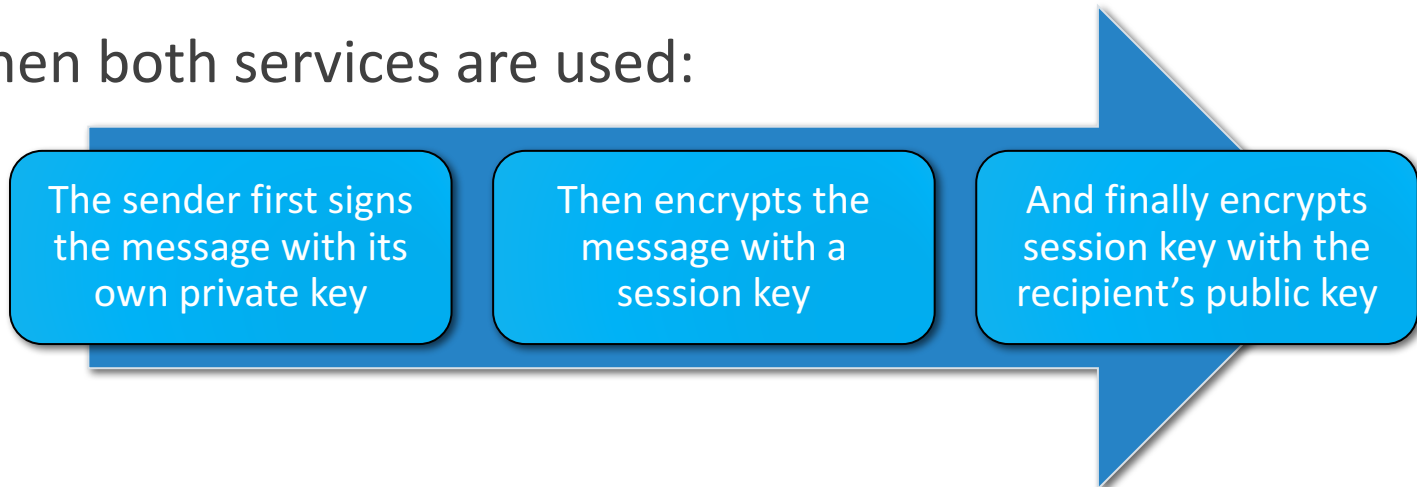 hen both services are used:
The sender first signs
the message with its
own private key
Then encrypts the
message with a
session key
And finally encrypts
session key with the
recipient’s public key